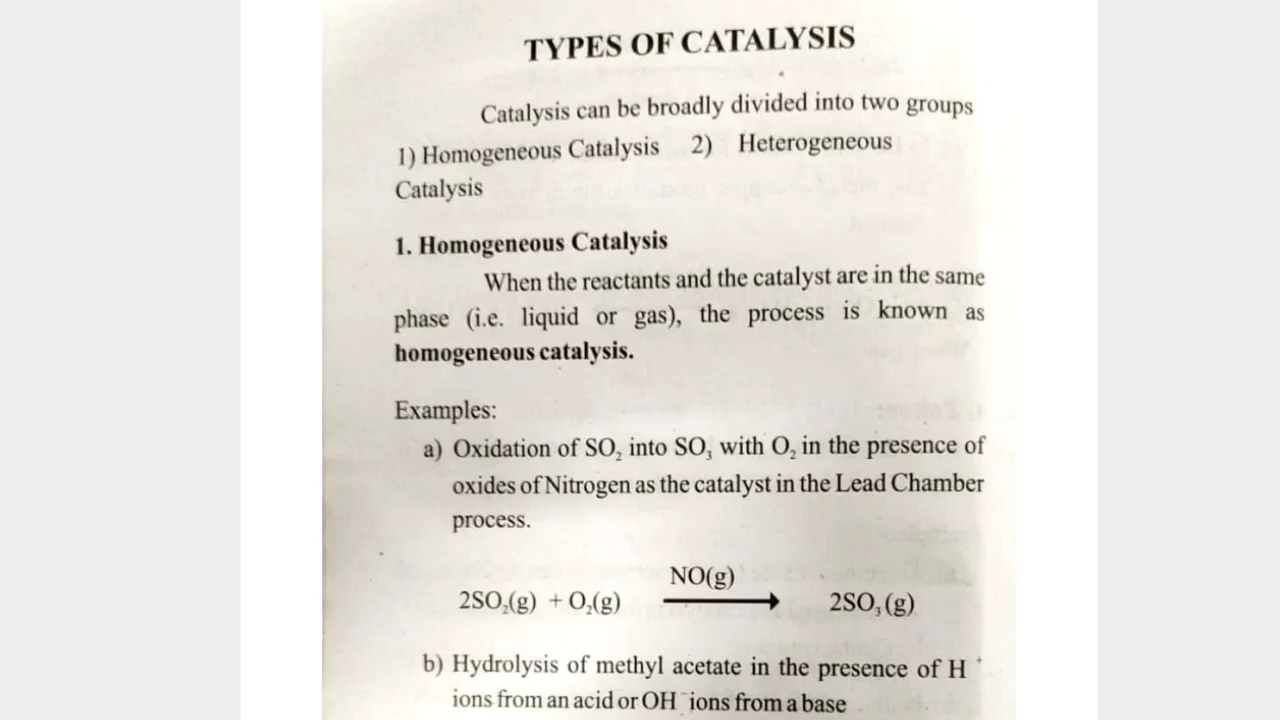 TYPES OF CATALYSIS
Catalysis can be broadly divided into two groups
1) Homogeneous Catalysis 2) Heterogeneous
Catalysis
1. Homogeneous Catalysis
When the reactants and the catalyst are in the same
phase (i.e. liquid or gas), the process is known as
homogeneous catalysis.
Examples:
a) Oxidation of SO₂ into SO₃ with O₂ in the presence of
oxides of Nitrogen as the catalyst in the Lead Chamber
process.
NO(g)
2SO₂(g) + O₂(g) ⟶ 2SO₃(g)
b) Hydrolysis of methyl acetate in the presence of H⁺
ions from an acid or OH⁻ ions from a base